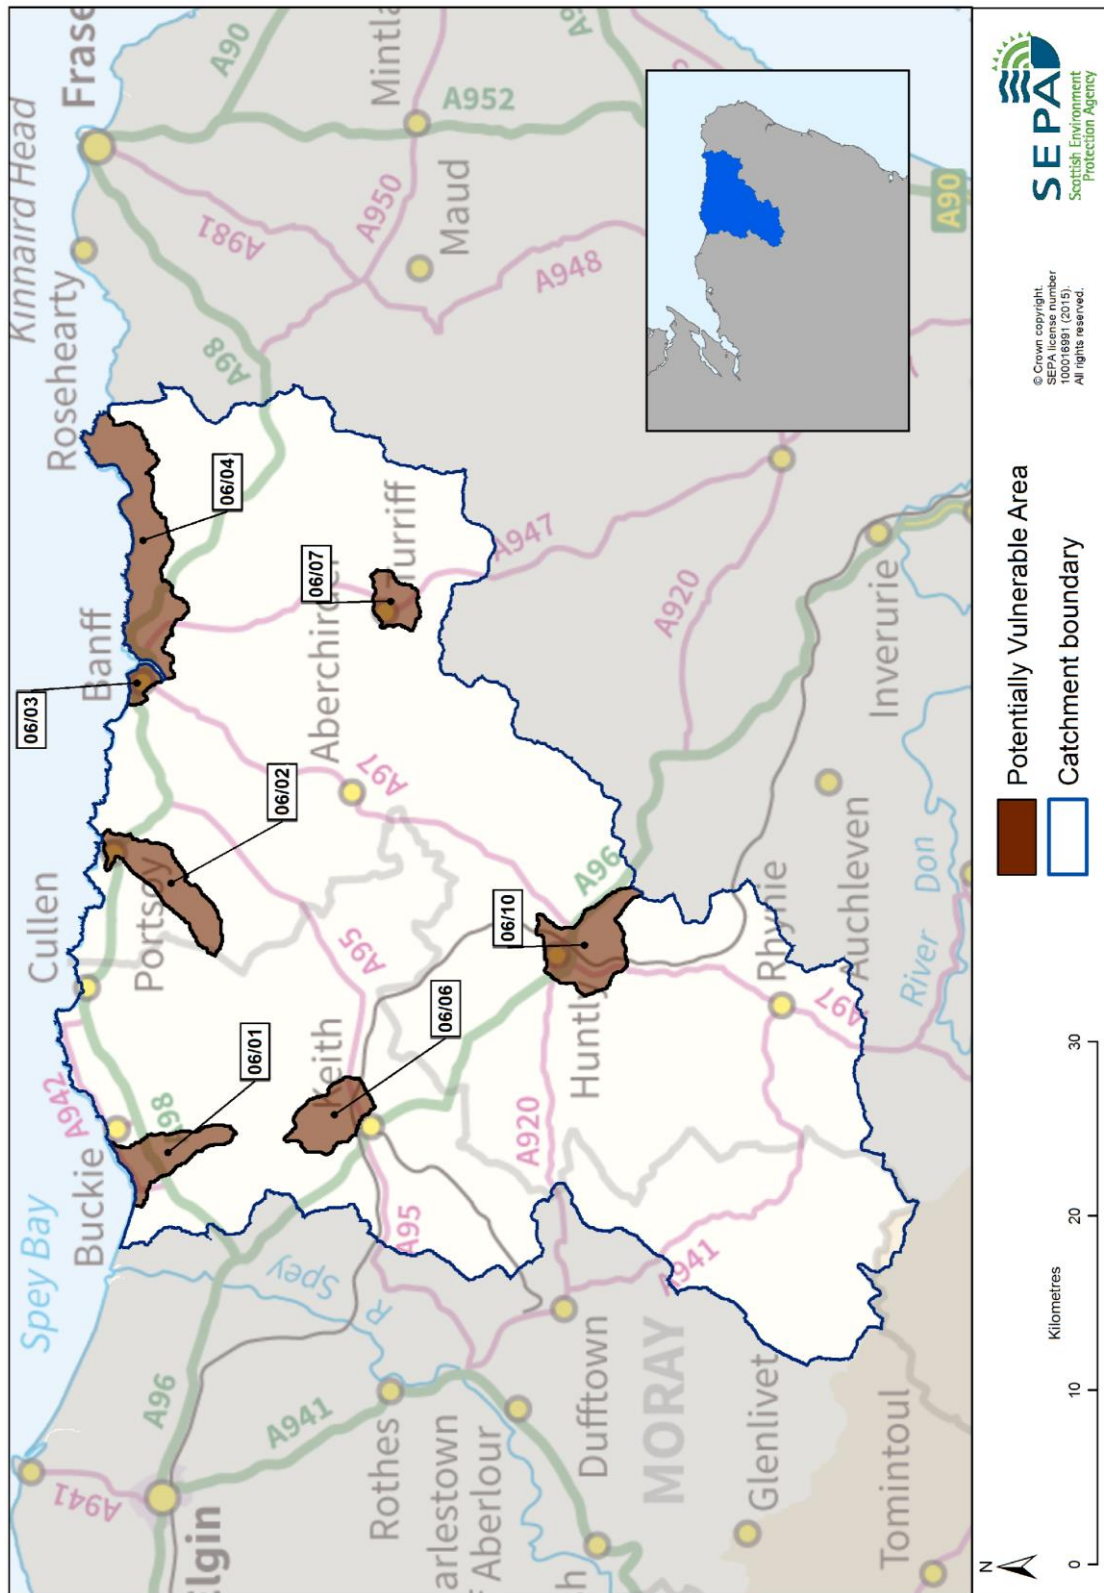 Kinnaird Head
Spey Bay
Buckie
Cullen
Portsoy
Banff
Rosehearty
Frase
A941
A942
A98
A98
A90
A96
06/01
06/02
06/03
06/04
Elgin
A941
Spey
R
Keith
A95
A95
06/06
Aberchirder
A97
06/07
Turriff
A981
A950
Mintla
A952
Maud
A948
Rothes
arlestown
Aberlour
Dufftown
MORAY
Glenlivet
Tomintoul
A920
A941
Huntly
06/10
A96
A947
A920
Rhynie
A97
Auchleven
River Don
Inverurie
A90
N
Kilometres
0 10 20 30
Potentially Vulnerable Area
Catchment boundary
© Crown copyright.
SEPA license number
100016991 (2015).
All rights reserved.
SEPA
Scottish Environment
Protection Agency